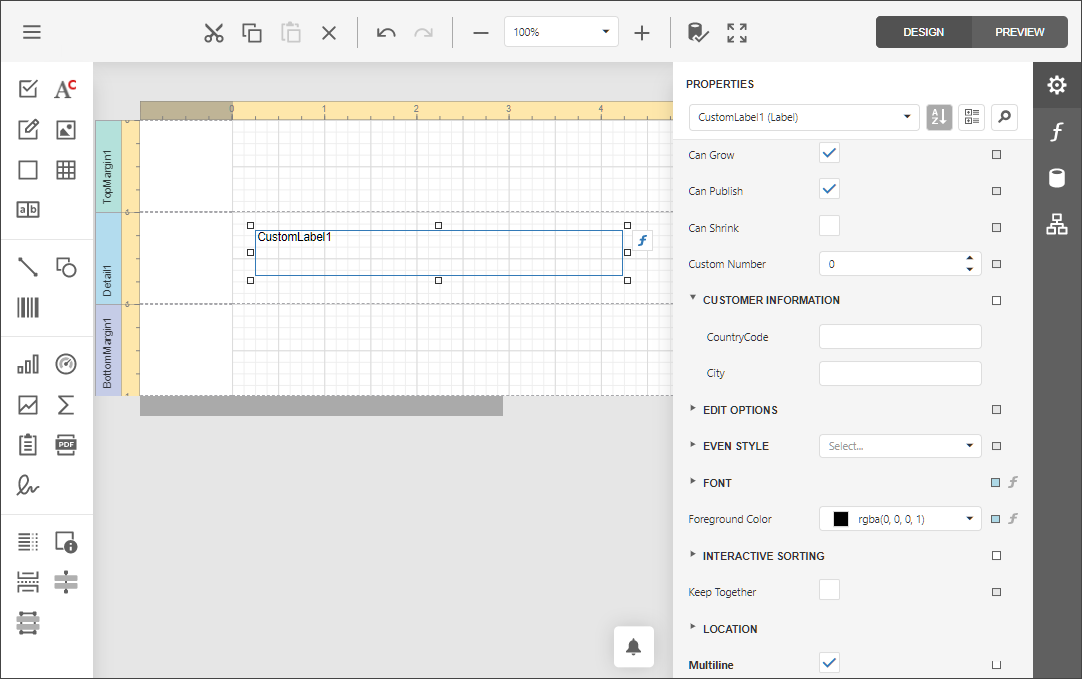 100%
DESIGN
PREVIEW
A C
ab
PDF
0 1 2 3 4
TopMargin1
Detail1
BottomMargin1
CustomLabel1
f
PROPERTIES
CustomLabel1 (Label)
A Z
Can Grow
Can Publish
Can Shrink
Custom Number
0
CUSTOMER INFORMATION
CountryCode
City
EDIT OPTIONS
EVEN STYLE
Select...
FONT
f
Foreground Color
rgba(0, 0, 0, 1)
f
INTERACTIVE SORTING
Keep Together
LOCATION
Multiline
f